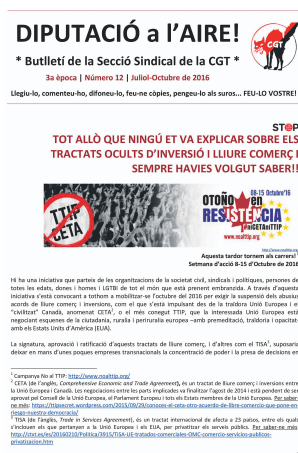 DIPUTACIÓ a l'AIRE!
* Butlletí de la Secció Sindical de la CGT *
3a època | Número 12 | Juliol-Octubre de 2016
Llegiu-lo, comenteu-ho, difoneu-lo, feu-ne còpies, pengeu-lo als suros... FEU-LO VOSTRE!
CGT
STOP
TOT ALLÒ QUE NINGÚ ET VA EXPLICAR SOBRE ELS
TRACTATS OCULTS D'INVERSIÓ I LLIURE COMERÇ I
SEMPRE HAVIES VOLGUT SABER!!
TTIP
CETA
08-15 Octubre'16
OTOÑO en
RESISTENCIA
#niCETAniTTIP
www.noalttip.org
Aquesta tardor tornem als carrers!¹
Setmana d'acció 8-15 d'Octubre de 2016
Hi ha una iniciativa que parteix de les organitzacions de la societat civil, sindicals i polítiques, persones de
totes les edats, dones i homes i LGTBI de tot el món que està prenent embranzida. A través d'aquesta
iniciativa s'està convocant a tothom a mobilitzar-se l'octubre del 2016 per exigir la suspensió dels abusius
acords de lliure comerç i inversions, com el que s'està impulsant des de la traïdora Unió Europea i el
"civilitzat" Canadà, anomenat CETA², o el més conegut TTIP, que la interessada Unió Europea està
negociant esquenes de la ciutadania, ruralia i perirruralia europees –amb premeditació, traïdoria i opacitat–
amb els Estats Units d'Amèrica (EUA).
La signatura, aprovació i ratificació d'aquests tractats de lliure comerç, i d'altres com el TISA³, suposaria
deixar en mans d'unes poques empreses transnacionals la concentració de poder i la presa de decisions en
¹ Campanya No al TTIP: http://www.noalttip.org/
² CETA (de l'anglès, Comprehensive Economic and Trade Agreement), és un tractat de lliure comerç i inversions entre
la Unió Europea i Canadà. Les negociacions iniciades van finalitzar l'agost de 2014 i està pendent de ser
aprovat pel Consell de la Unió Europea, el Parlament Europeu i tots els Estats membres de la Unió Europea. Per saber-
ne més: https://ttipsecret.wordpress.com/2015/09/29/conoces-el-ceta-otro-acuerdo-de-libre-comercio-que-pone-en-
riesgo-nuestra-democracia/
³ TISA (de l'anglès, Trade in Services Agreement), és un tractat internacional que afecta a 23 països, entre els quals
s'inclouen els que pertanyen a la Unió Europea i els EUA, per privatitzar els serveis públics. Per saber-ne més
http://ctxt.es/es/20160210/Politica/3911/TISA-UE-tratados-comerciales-OMC-comercio-servicios-publicos-
privatizacion.htm